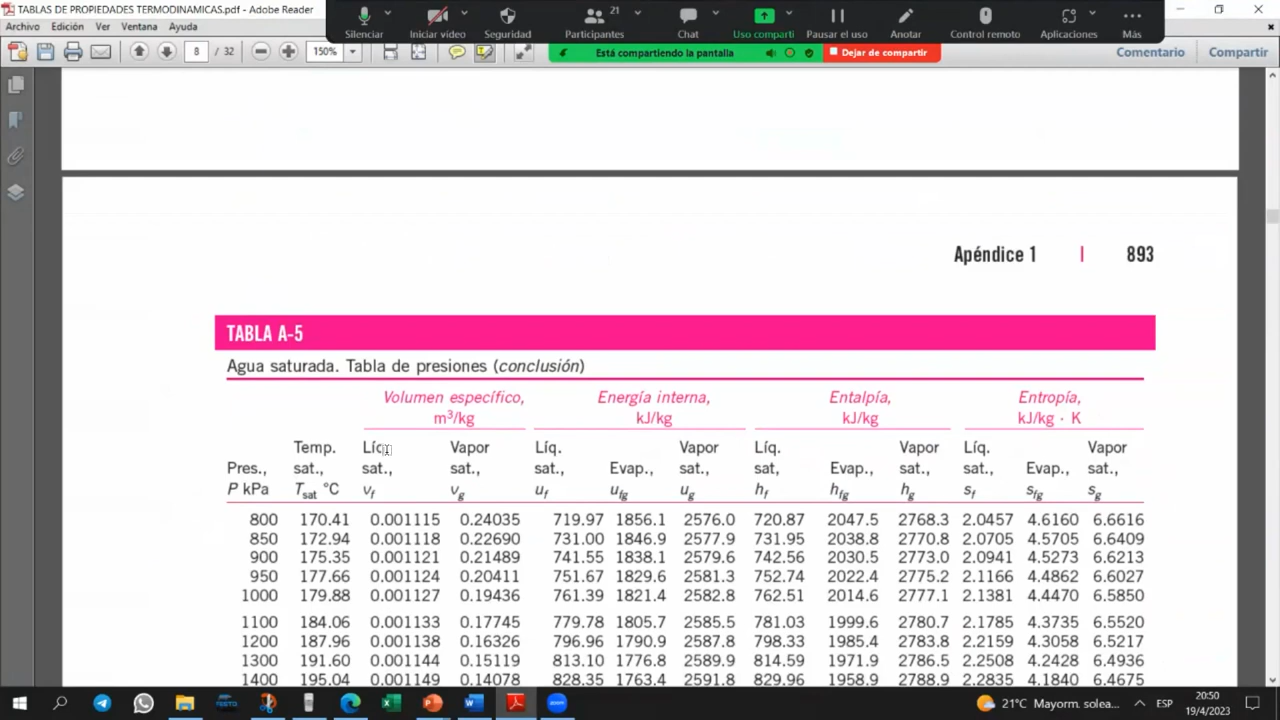 TABLAS DE PROPIEDADES TERMODINAMICAS.pdf - Adobe Reader
Archivo Edición Ver Ventana Ayuda
21
Silenciar Iniciar vídeo Seguridad Participantes Chat Uso comparti Pausar el uso Anotar Control remoto Aplicaciones Más
8 / 32 150% Está compartiendo la pantalla Dejar de compartir Comentario Compartir
Apéndice 1 | 893
TABLA A-5
Agua saturada. Tabla de presiones (conclusión)
Volumen específico, Energía interna, Entalpía, Entropía,
m³/kg kJ/kg kJ/kg kJ/kg · K
Temp. Líq. Vapor Líq. Vapor Líq. Vapor Líq. Vapor
Pres., sat., sat., sat., sat., Evap., sat., sat, Evap., sat., sat., Evap., sat.,
P kPa Tsat °C vf vg uf ufg ug hf hfg hg sf sfg sg
800 170.41 0.001115 0.24035 719.97 1856.1 2576.0 720.87 2047.5 2768.3 2.0457 4.6160 6.6616
850 172.94 0.001118 0.22690 731.00 1846.9 2577.9 731.95 2038.8 2770.8 2.0705 4.5705 6.6409
900 175.35 0.001121 0.21489 741.55 1838.1 2579.6 742.56 2030.5 2773.0 2.0941 4.5273 6.6213
950 177.66 0.001124 0.20411 751.67 1829.6 2581.3 752.74 2022.4 2775.2 2.1166 4.4862 6.6027
1000 179.88 0.001127 0.19436 761.39 1821.4 2582.8 762.51 2014.6 2777.1 2.1381 4.4470 6.5850
1100 184.06 0.001133 0.17745 779.78 1805.7 2585.5 781.03 1999.6 2780.7 2.1785 4.3735 6.5520
1200 187.96 0.001138 0.16326 796.96 1790.9 2587.8 798.33 1985.4 2783.8 2.2159 4.3058 6.5217
1300 191.60 0.001144 0.15119 813.10 1776.8 2589.9 814.59 1971.9 2786.5 2.2508 4.2428 6.4936
1400 195.04 0.001149 0.14078 828.35 1763.4 2591.8 829.96 1958.9 2788.9 2.2835 4.1840 6.4675
21°C Mayorm. solea... ESP 20:50
19/4/2023